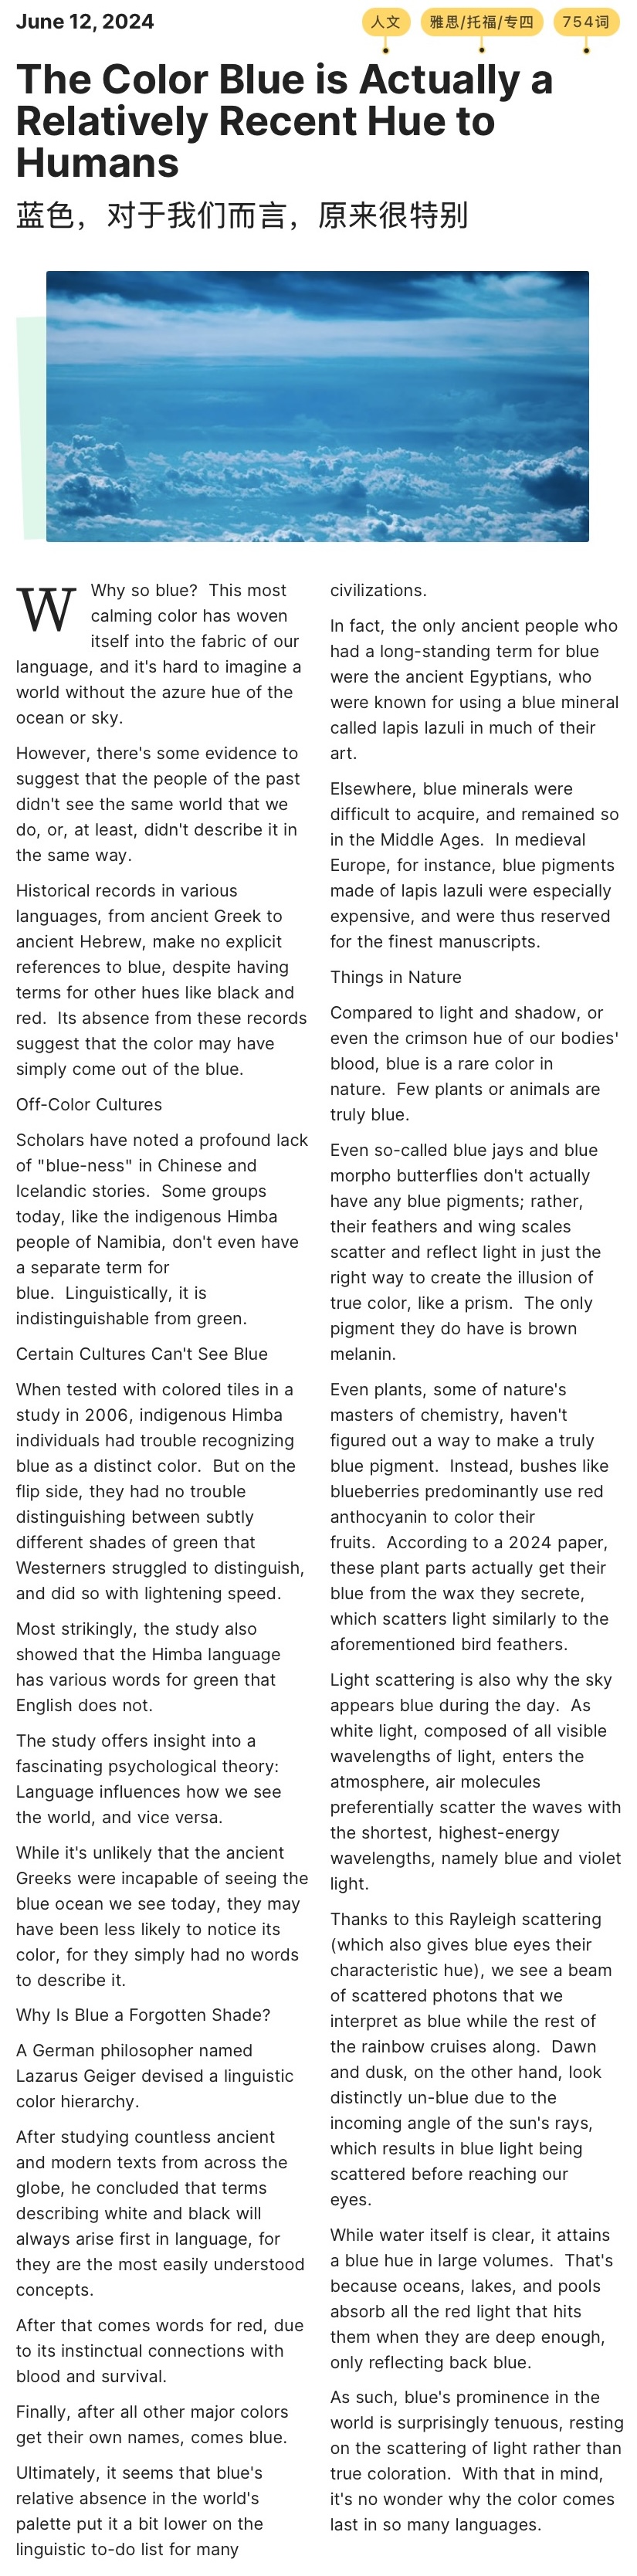 June 12, 2024
人文
雅思/托福/专四
754词
The Color Blue is Actually a
Relatively Recent Hue to
Humans
蓝色，对于我们而言，原来很特别
W
Why so blue?  This most
calming color has woven
itself into the fabric of our
language, and it's hard to imagine a
world without the azure hue of the
ocean or sky.
However, there's some evidence to
suggest that the people of the past
didn't see the same world that we
do, or, at least, didn't describe it in
the same way.
Historical records in various
languages, from ancient Greek to
ancient Hebrew, make no explicit
references to blue, despite having
terms for other hues like black and
red.  Its absence from these records
suggest that the color may have
simply come out of the blue.
Off-Color Cultures
Scholars have noted a profound lack
of "blue-ness" in Chinese and
Icelandic stories.  Some groups
today, like the indigenous Himba
people of Namibia, don't even have
a separate term for
blue.  Linguistically, it is
indistinguishable from green.
Certain Cultures Can't See Blue
When tested with colored tiles in a
study in 2006, indigenous Himba
individuals had trouble recognizing
blue as a distinct color.  But on the
flip side, they had no trouble
distinguishing between subtly
different shades of green that
Westerners struggled to distinguish,
and did so with lightening speed.
Most strikingly, the study also
showed that the Himba language
has various words for green that
English does not.
The study offers insight into a
fascinating psychological theory:
Language influences how we see
the world, and vice versa.
While it's unlikely that the ancient
Greeks were incapable of seeing the
blue ocean we see today, they may
have been less likely to notice its
color, for they simply had no words
to describe it.
Why Is Blue a Forgotten Shade?
A German philosopher named
Lazarus Geiger devised a linguistic
color hierarchy.
After studying countless ancient
and modern texts from across the
globe, he concluded that terms
describing white and black will
always arise first in language, for
they are the most easily understood
concepts.
After that comes words for red, due
to its instinctual connections with
blood and survival.
Finally, after all other major colors
get their own names, comes blue.
Ultimately, it seems that blue's
relative absence in the world's
palette put it a bit lower on the
linguistic to-do list for many
civilizations.
In fact, the only ancient people who
had a long-standing term for blue
were the ancient Egyptians, who
were known for using a blue mineral
called lapis lazuli in much of their
art.
Elsewhere, blue minerals were
difficult to acquire, and remained so
in the Middle Ages.  In medieval
Europe, for instance, blue pigments
made of lapis lazuli were especially
expensive, and were thus reserved
for the finest manuscripts.
Things in Nature
Compared to light and shadow, or
even the crimson hue of our bodies'
blood, blue is a rare color in
nature.  Few plants or animals are
truly blue.
Even so-called blue jays and blue
morpho butterflies don't actually
have any blue pigments; rather,
their feathers and wing scales
scatter and reflect light in just the
right way to create the illusion of
true color, like a prism.  The only
pigment they do have is brown
melanin.
Even plants, some of nature's
masters of chemistry, haven't
figured out a way to make a truly
blue pigment.  Instead, bushes like
blueberries predominantly use red
anthocyanin to color their
fruits.  According to a 2024 paper,
these plant parts actually get their
blue from the wax they secrete,
which scatters light similarly to the
aforementioned bird feathers.
Light scattering is also why the sky
appears blue during the day.  As
white light, composed of all visible
wavelengths of light, enters the
atmosphere, air molecules
preferentially scatter the waves with
the shortest, highest-energy
wavelengths, namely blue and violet
light.
Thanks to this Rayleigh scattering
(which also gives blue eyes their
characteristic hue), we see a beam
of scattered photons that we
interpret as blue while the rest of
the rainbow cruises along.  Dawn
and dusk, on the other hand, look
distinctly un-blue due to the
incoming angle of the sun's rays,
which results in blue light being
scattered before reaching our
eyes.
While water itself is clear, it attains
a blue hue in large volumes.  That's
because oceans, lakes, and pools
absorb all the red light that hits
them when they are deep enough,
only reflecting back blue.
As such, blue's prominence in the
world is surprisingly tenuous, resting
on the scattering of light rather than
true coloration.  With that in mind,
it's no wonder why the color comes
last in so many languages.